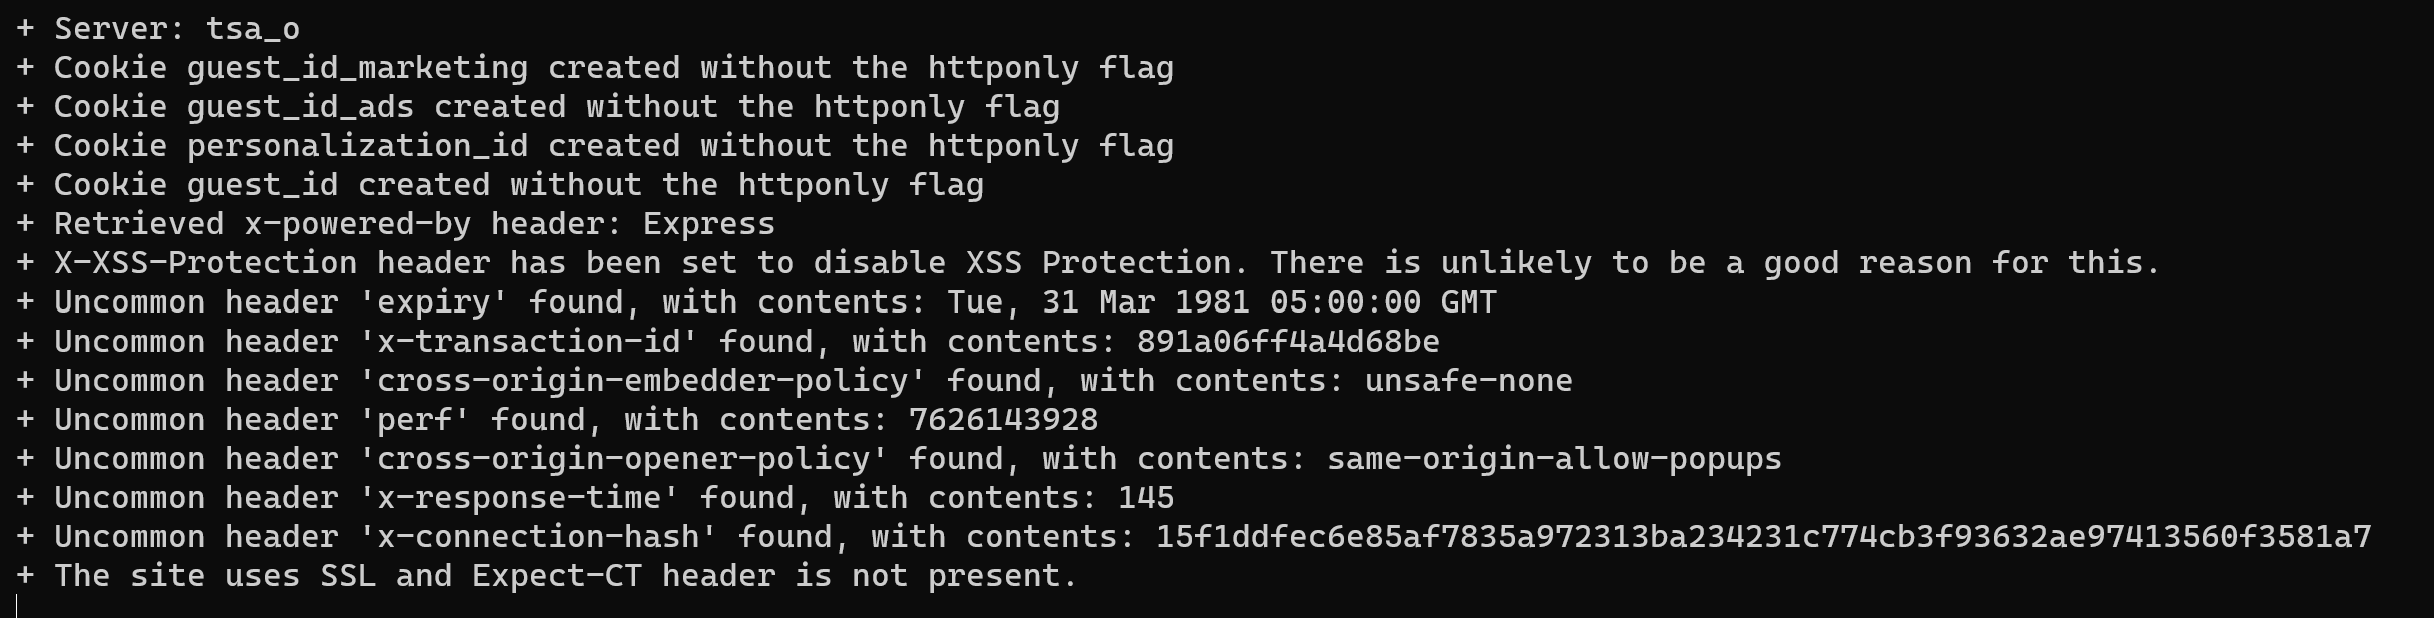 + Server: tsa_o
+ Cookie guest_id_marketing created without the httponly flag
+ Cookie guest_id_ads created without the httponly flag
+ Cookie personalization_id created without the httponly flag
+ Cookie guest_id created without the httponly flag
+ Retrieved x-powered-by header: Express
+ X-XSS-Protection header has been set to disable XSS Protection. There is unlikely to be a good reason for this.
+ Uncommon header 'expiry' found, with contents: Tue, 31 Mar 1981 05:00:00 GMT
+ Uncommon header 'x-transaction-id' found, with contents: 891a06ff4a4d68be
+ Uncommon header 'cross-origin-embedder-policy' found, with contents: unsafe-none
+ Uncommon header 'perf' found, with contents: 7626143928
+ Uncommon header 'cross-origin-opener-policy' found, with contents: same-origin-allow-popups
+ Uncommon header 'x-response-time' found, with contents: 145
+ Uncommon header 'x-connection-hash' found, with contents: 15f1ddfec6e85af7835a972313ba234231c774cb3f93632ae97413560f3581a7
+ The site uses SSL and Expect-CT header is not present.